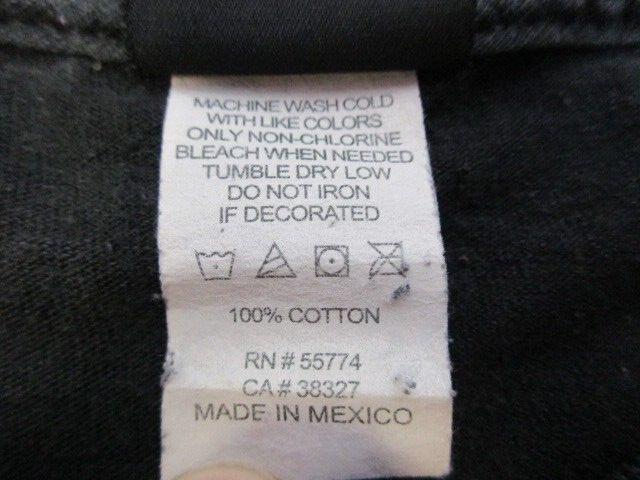 MACHINE WASH COLD
WITH LIKE COLORS
ONLY NON-CHLORINE
BLEACH WHEN NEEDED
TUMBLE DRY LOW
DO NOT IRON
IF DECORATED
100% COTTON
RN # 55774
CA # 38327
MADE IN MEXICO